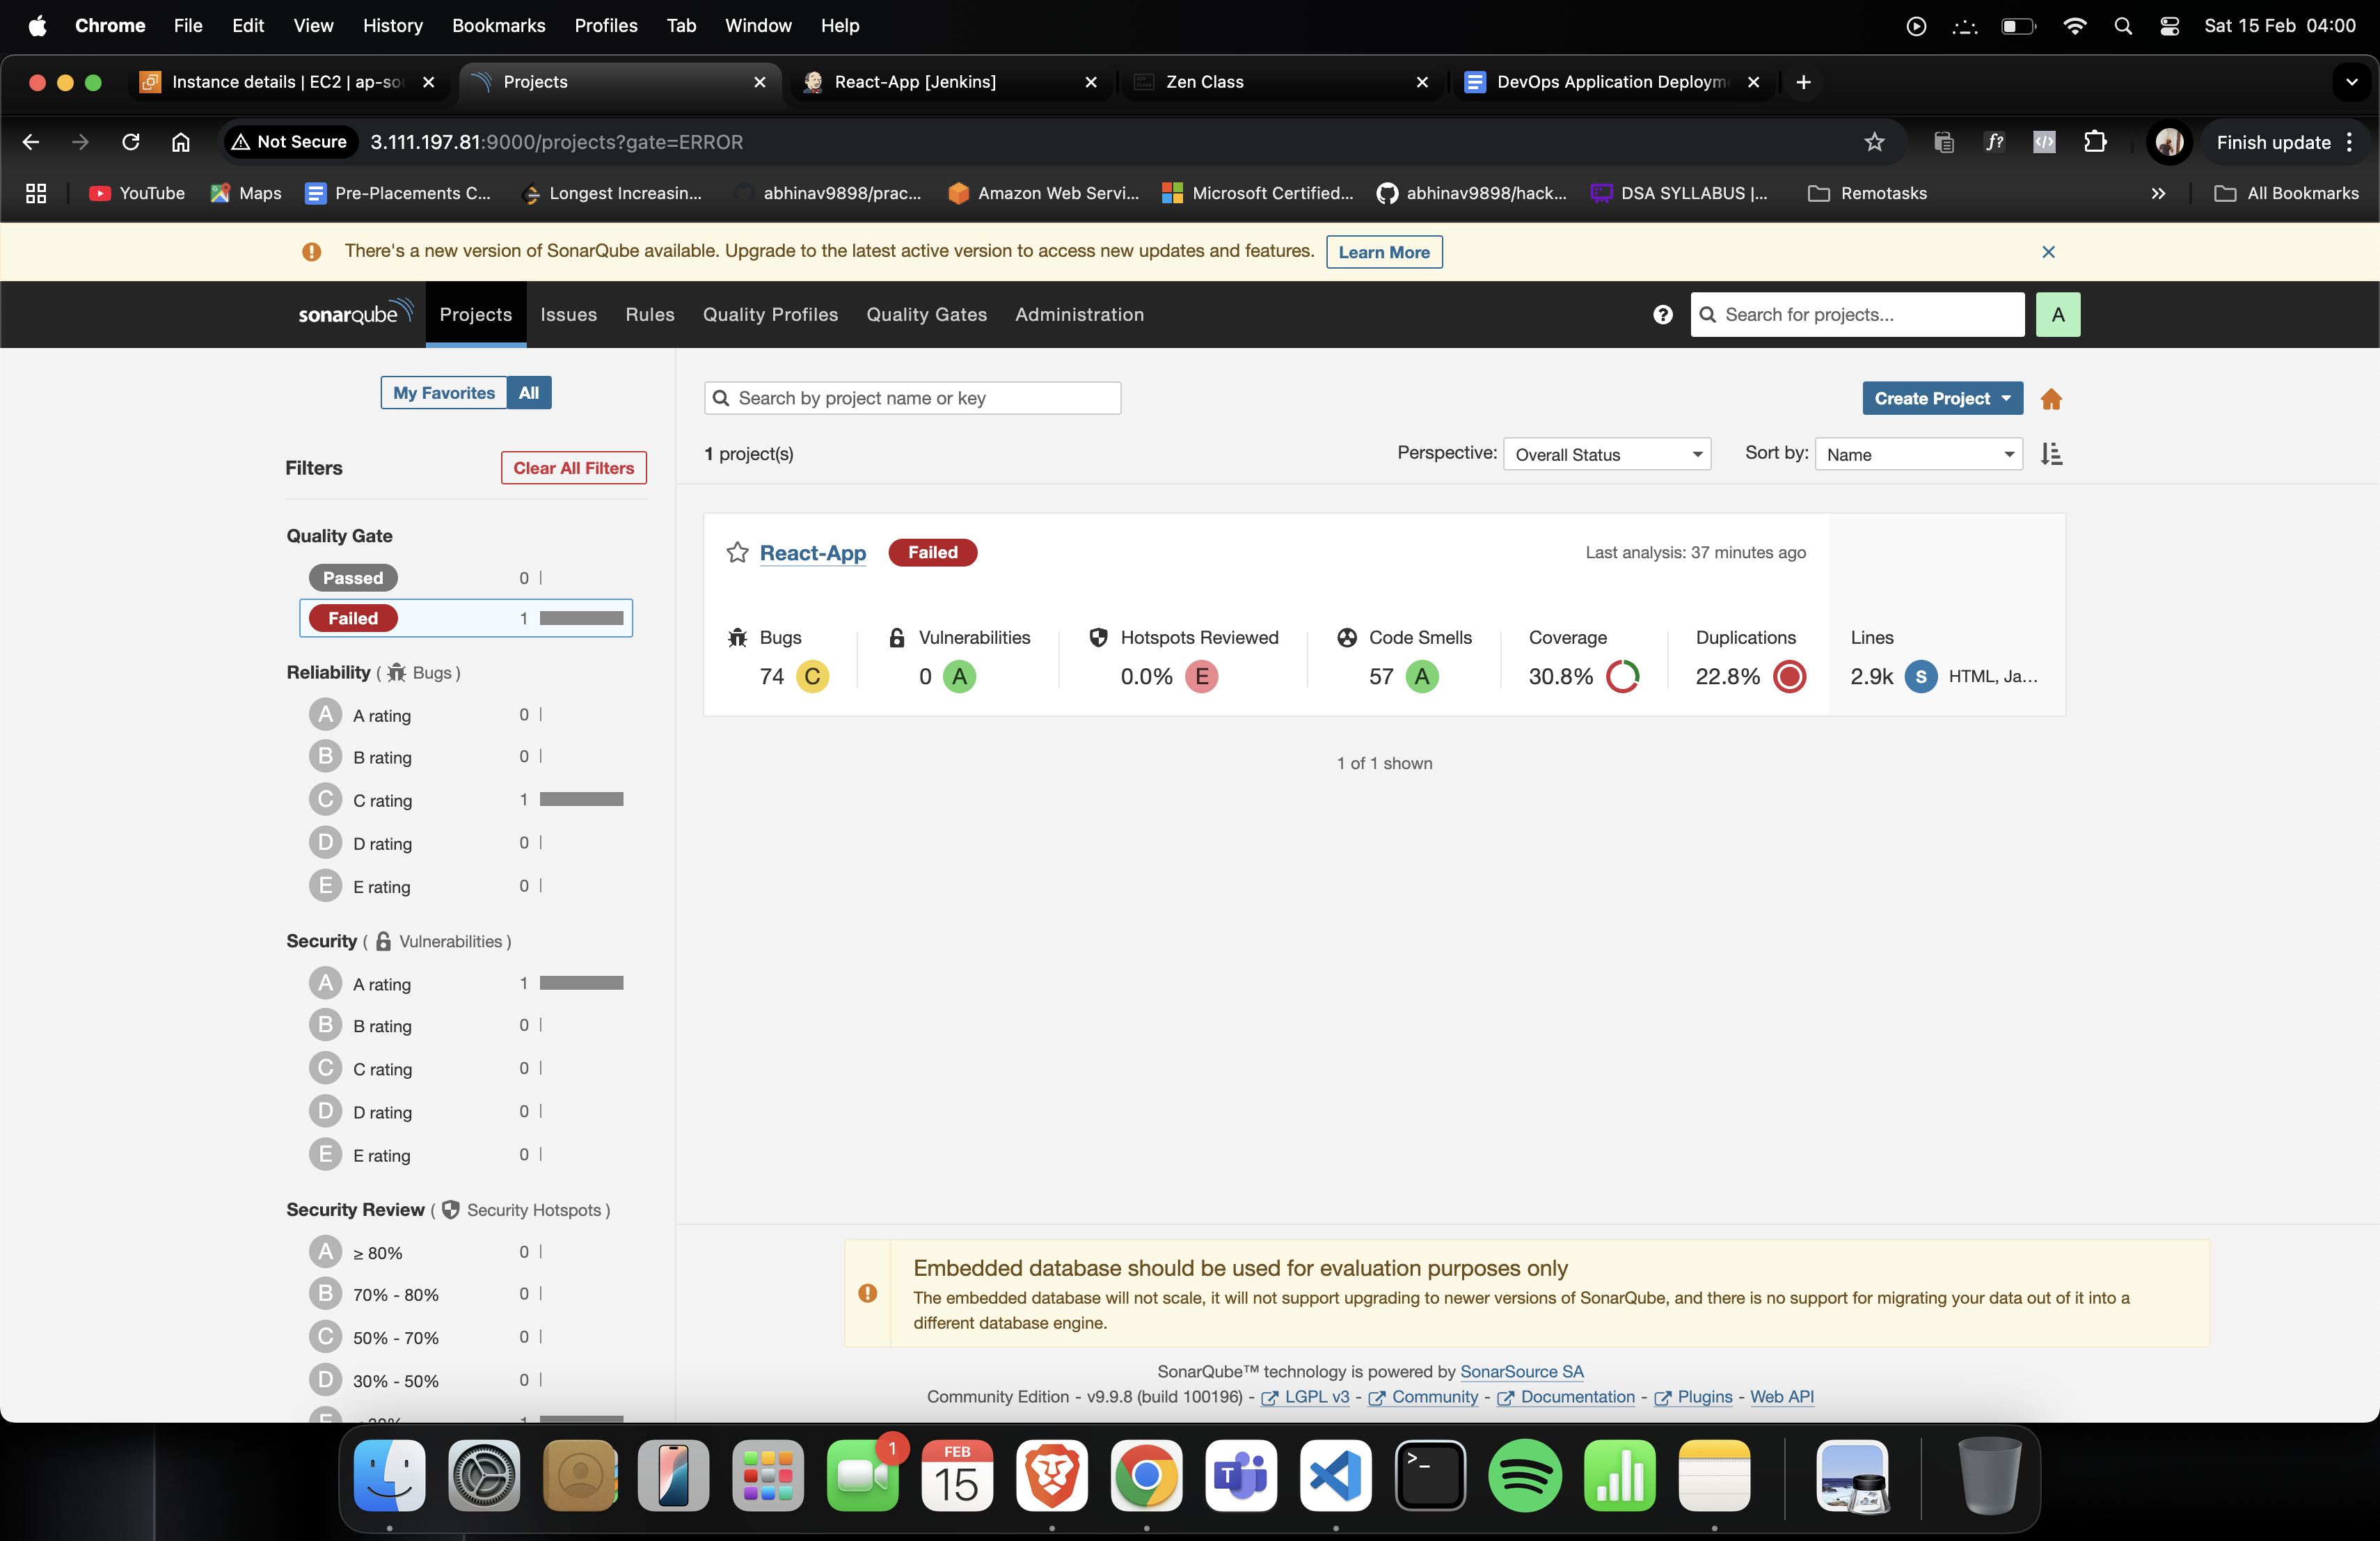 Chrome File Edit View History Bookmarks Profiles Tab Window Help Sat 15 Feb 04:00
Instance details | EC2 | ap-sou Projects React-App [Jenkins] Zen Class DevOps Application Deploym
Not Secure 3.111.197.81:9000/projects?gate=ERROR f? </> Finish update
YouTube Maps Pre-Placements C... Longest Increasin... abhinav9898/prac... Amazon Web Servi... Microsoft Certified... abhinav9898/hack... DSA SYLLABUS |... Remotasks » All Bookmarks
There's a new version of SonarQube available. Upgrade to the latest active version to access new updates and features. Learn More
sonarqube Projects Issues Rules Quality Profiles Quality Gates Administration Search for projects... A
My Favorites All
Search by project name or key
Create Project
Filters
Clear All Filters
1 project(s)
Perspective: Overall Status Sort by: Name
Quality Gate
Passed 0
Failed 1
Reliability ( Bugs )
A A rating 0
B B rating 0
C C rating 1
D D rating 0
E E rating 0
Security ( Vulnerabilities )
A A rating 1
B B rating 0
C C rating 0
D D rating 0
E E rating 0
Security Review ( Security Hotspots )
A ≥ 80% 0
B 70% - 80% 0
C 50% - 70% 0
D 30% - 50% 0
React-App Failed Last analysis: 37 minutes ago
Bugs Vulnerabilities Hotspots Reviewed Code Smells Coverage Duplications Lines
74 C 0 A 0.0% E 57 A 30.8% 22.8% 2.9k S HTML, Ja...
1 of 1 shown
Embedded database should be used for evaluation purposes only
The embedded database will not scale, it will not support upgrading to newer versions of SonarQube, and there is no support for migrating your data out of it into a
different database engine.
SonarQube™ technology is powered by SonarSource SA
Community Edition - v9.9.8 (build 100196) - LGPL v3 - Community - Documentation - Plugins - Web API
1
FEB
15
T
>_